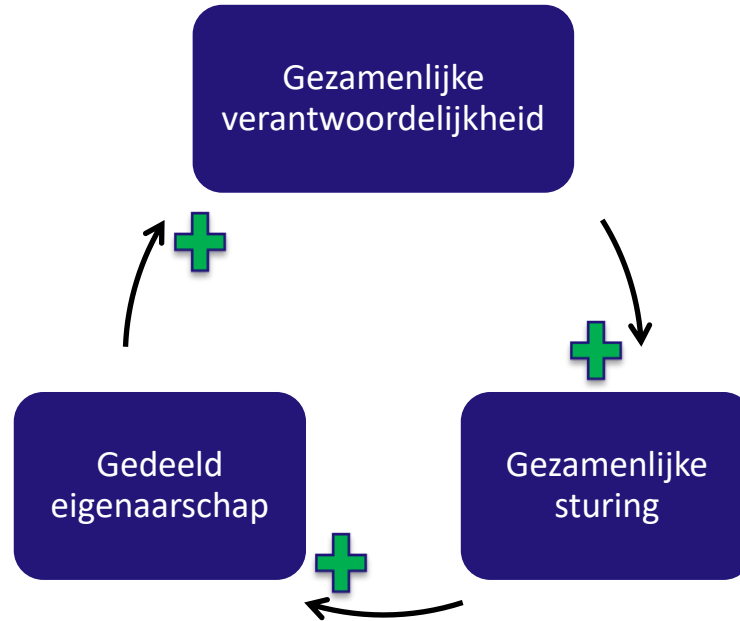 Gezamenlijke
verantwoordelijkheid
Gedeeld
eigenaarschap
Gezamenlijke
sturing